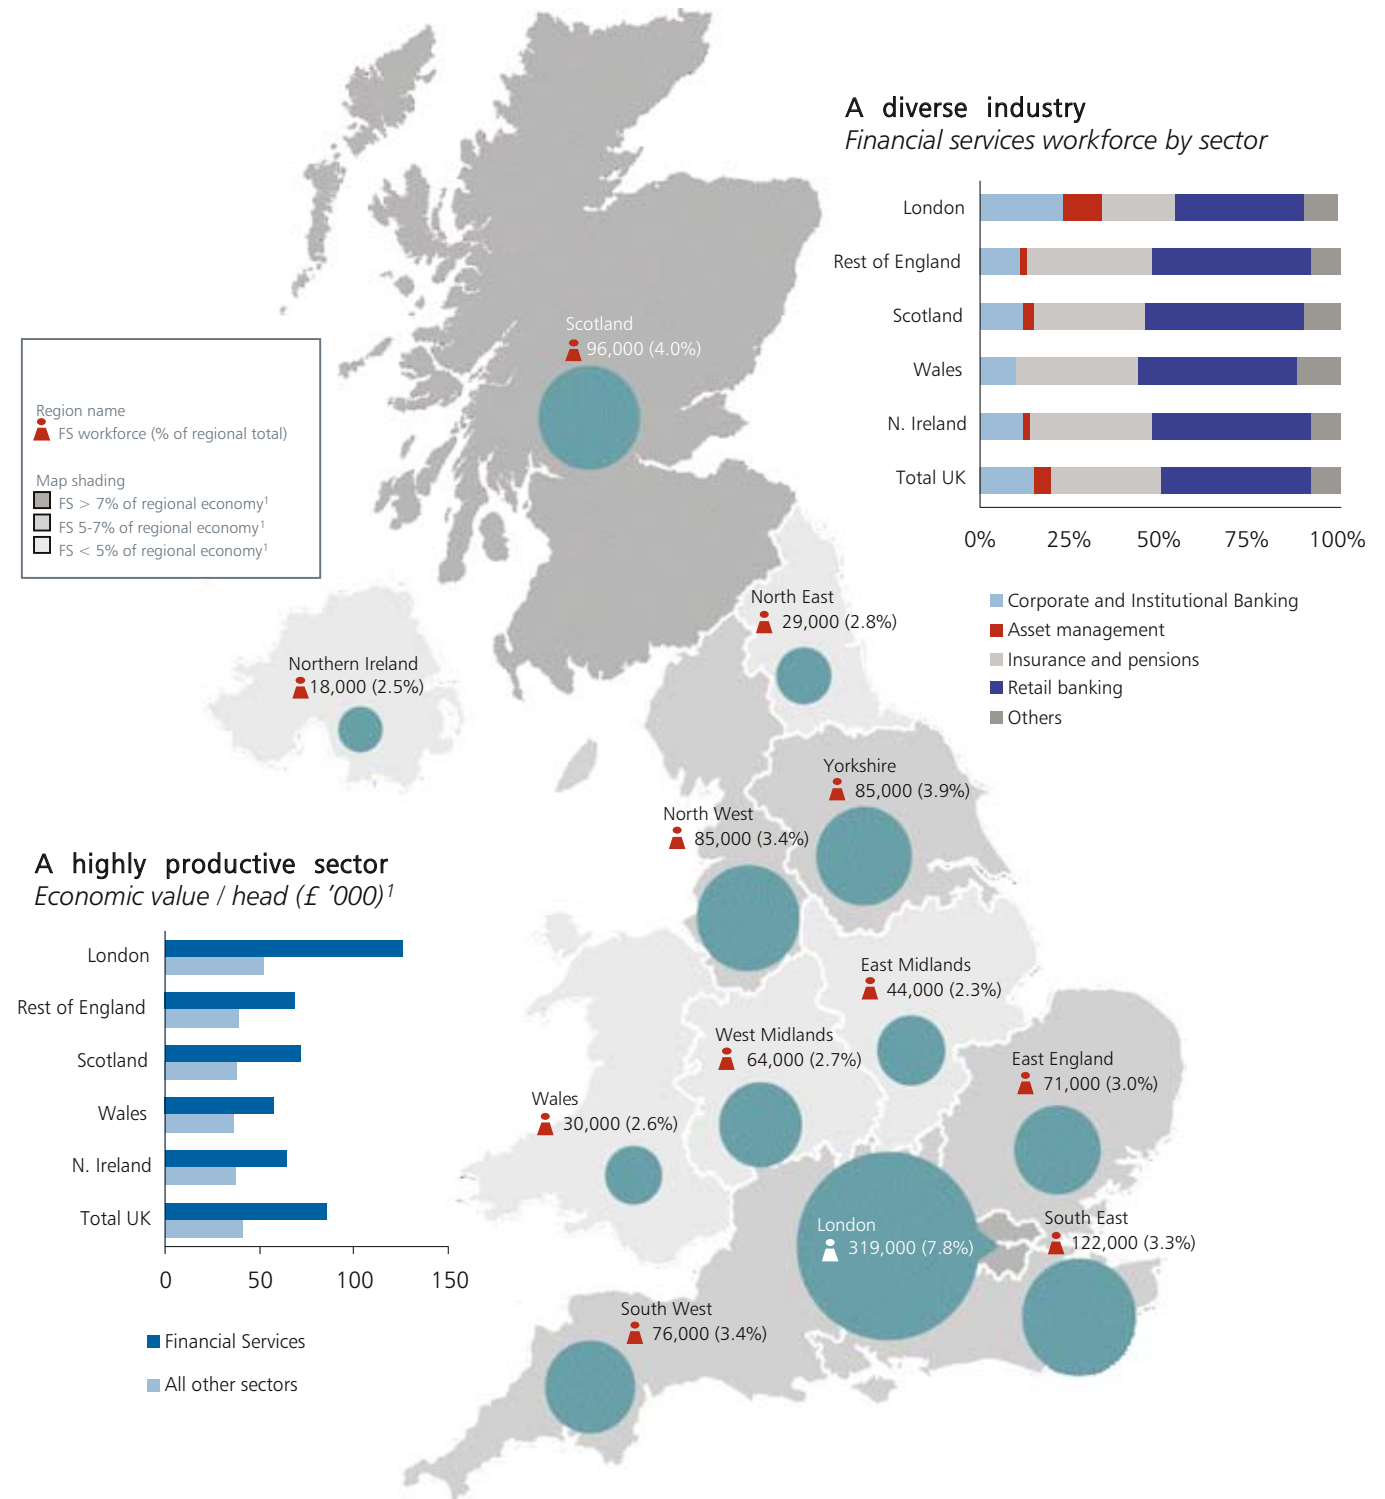 A diverse industry
Financial services workforce by sector
London
Rest of England
Scotland
Wales
N. Ireland
Total UK
0% 25% 50% 75% 100%
Corporate and Institutional Banking
Asset management
Insurance and pensions
Retail banking
Others
Scotland
96,000 (4.0%)
Region name
FS workforce (% of regional total)
Map shading
FS > 7% of regional economy¹
FS 5-7% of regional economy¹
FS < 5% of regional economy¹
North East
29,000 (2.8%)
Northern Ireland
18,000 (2.5%)
Yorkshire
85,000 (3.9%)
North West
85,000 (3.4%)
East Midlands
44,000 (2.3%)
West Midlands
64,000 (2.7%)
East England
71,000 (3.0%)
Wales
30,000 (2.6%)
London
319,000 (7.8%)
South East
122,000 (3.3%)
South West
76,000 (3.4%)
A highly productive sector
Economic value / head (£ ’000)¹
London
Rest of England
Scotland
Wales
N. Ireland
Total UK
0 50 100 150
Financial Services
All other sectors